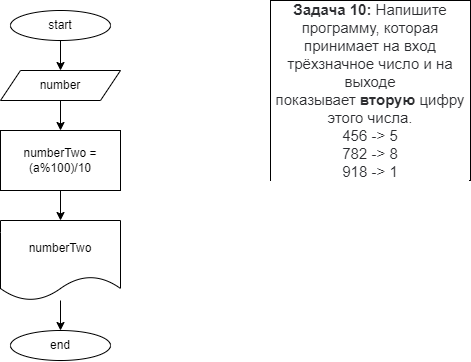 start
number
numberTwo =
(a%100)/10
numberTwo
end
Задача 10: Напишите
программу, которая
принимает на вход
трёхзначное число и на
выходе
показывает вторую цифру
этого числа.
456 -> 5
782 -> 8
918 -> 1